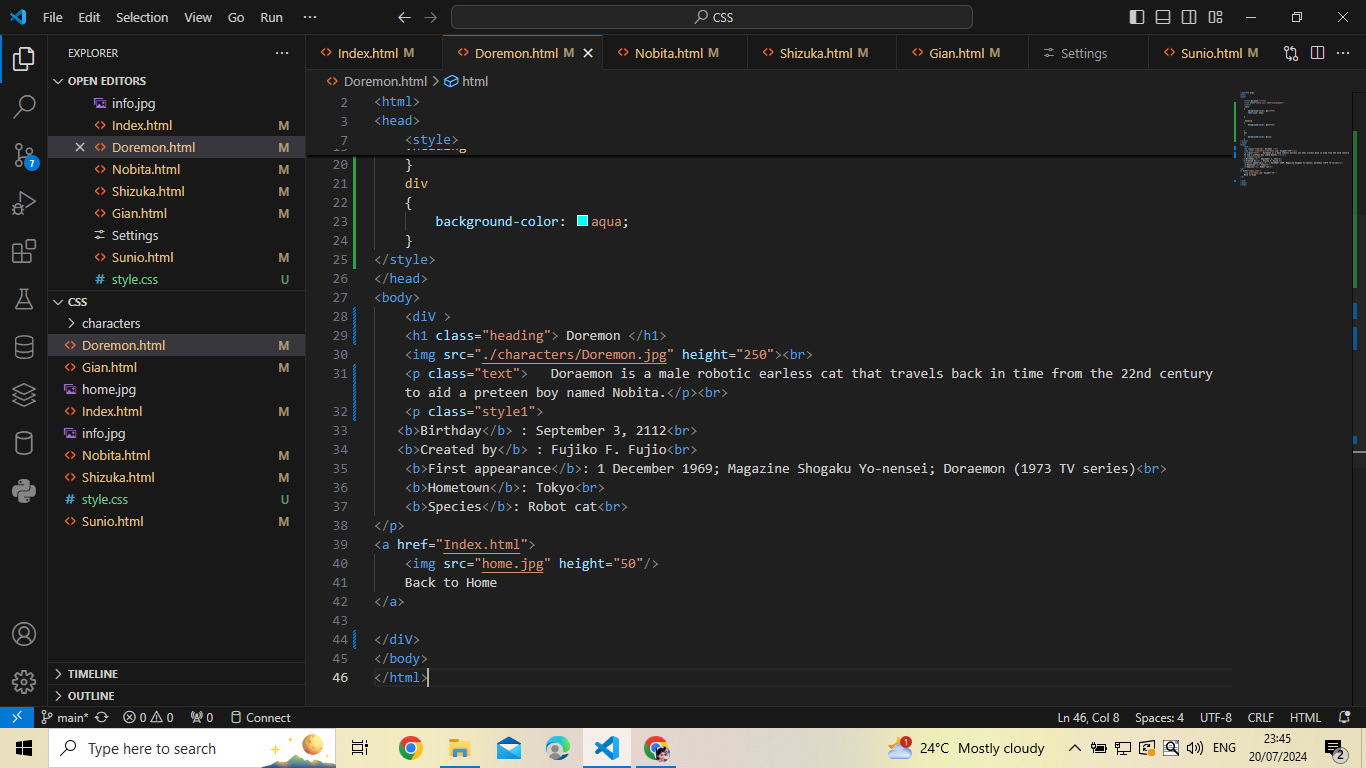 File Edit Selection View Go Run ··· CSS
EXPLORER
OPEN EDITORS
info.jpg
Index.html M
Doremon.html M
Nobita.html M
Shizuka.html M
Gian.html M
Settings
Sunio.html M
# style.css U
CSS
characters
Doremon.html M
Gian.html M
home.jpg
Index.html M
info.jpg
Nobita.html M
Shizuka.html M
# style.css U
Sunio.html M
TIMELINE
OUTLINE
7
Index.html M Doremon.html M Nobita.html M Shizuka.html M Gian.html M Settings Sunio.html M
Doremon.html > html
2 <html>
3 <head>
7 <style>
20 }
21 div
22 {
23 background-color: aqua;
24 }
25 </style>
26 </head>
27 <body>
28 <diV >
29 <h1 class="heading"> Doremon </h1>
30 <img src="./characters/Doremon.jpg" height="250"><br>
31 <p class="text">   Doraemon is a male robotic earless cat that travels back in time from the 22nd century
to aid a preteen boy named Nobita.</p><br>
32 <p class="style1">
33 <b>Birthday</b> : September 3, 2112<br>
34 <b>Created by</b> : Fujiko F. Fujio<br>
35 <b>First appearance</b>: 1 December 1969; Magazine Shogaku Yo-nensei; Doraemon (1973 TV series)<br>
36 <b>Hometown</b>: Tokyo<br>
37 <b>Species</b>: Robot cat<br>
38 </p>
39 <a href="Index.html">
40 <img src="home.jpg" height="50"/>
41 Back to Home
42 </a>
43
44 </diV>
45 </body>
46 </html>
main* 0 0 0 Connect Ln 46, Col 8 Spaces: 4 UTF-8 CRLF HTML
Type here to search 1 24°C Mostly cloudy ENG 23:45
20/07/2024 2